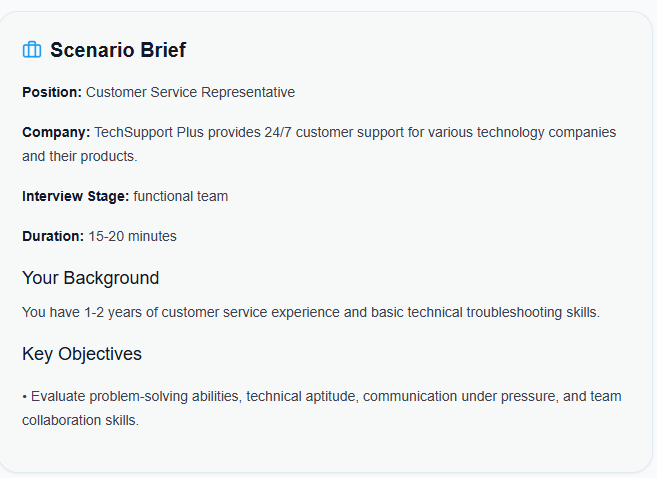 Scenario Brief
Position: Customer Service Representative
Company: TechSupport Plus provides 24/7 customer support for various technology companies
and their products.
Interview Stage: functional team
Duration: 15-20 minutes
Your Background
You have 1-2 years of customer service experience and basic technical troubleshooting skills.
Key Objectives
• Evaluate problem-solving abilities, technical aptitude, communication under pressure, and team
collaboration skills.